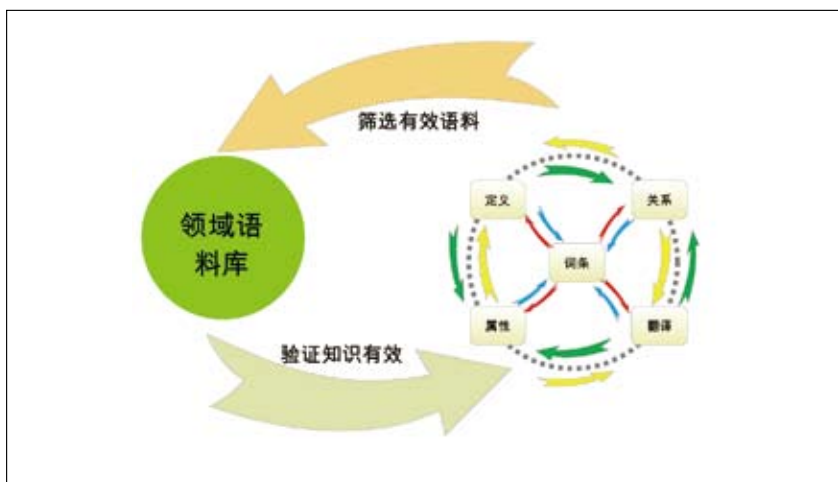 筛选有效语料
领域语
料库
定义
关系
词条
属性
翻译
验证知识有效